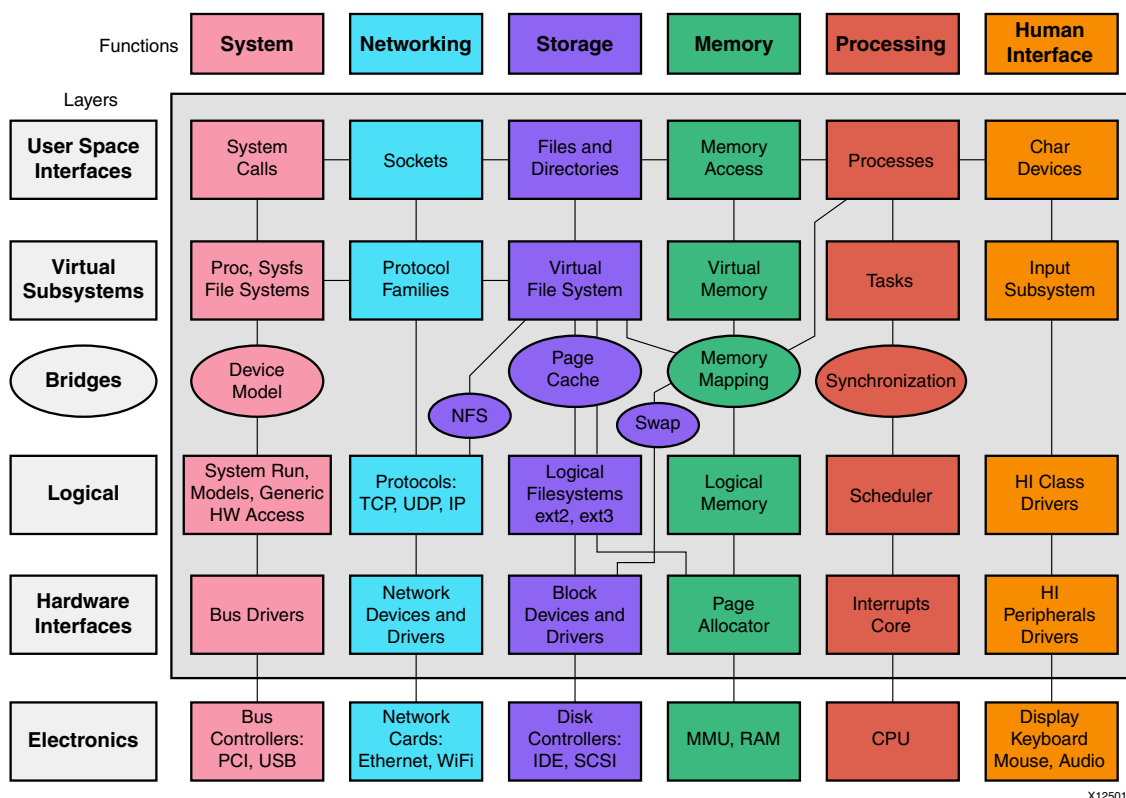 Functions
System
Networking
Storage
Memory
Processing
Human
Interface
Layers
User Space
Interfaces
System
Calls
Sockets
Files and
Directories
Memory
Access
Processes
Char
Devices
Virtual
Subsystems
Proc, Sysfs
File Systems
Protocol
Families
Virtual
File System
Virtual
Memory
Tasks
Input
Subsystem
Bridges
Device
Model
NFS
Page
Cache
Swap
Memory
Mapping
Synchronization
Logical
System Run,
Models, Generic
HW Access
Protocols:
TCP, UDP, IP
Logical
Filesystems
ext2, ext3
Logical
Memory
Scheduler
HI Class
Drivers
Hardware
Interfaces
Bus Drivers
Network
Devices and
Drivers
Block
Devices and
Drivers
Page
Allocator
Interrupts
Core
HI
Peripherals
Drivers
Electronics
Bus
Controllers:
PCI, USB
Network
Cards:
Ethernet, WiFi
Disk
Controllers:
IDE, SCSI
MMU, RAM
CPU
Display
Keyboard
Mouse, Audio
X12501